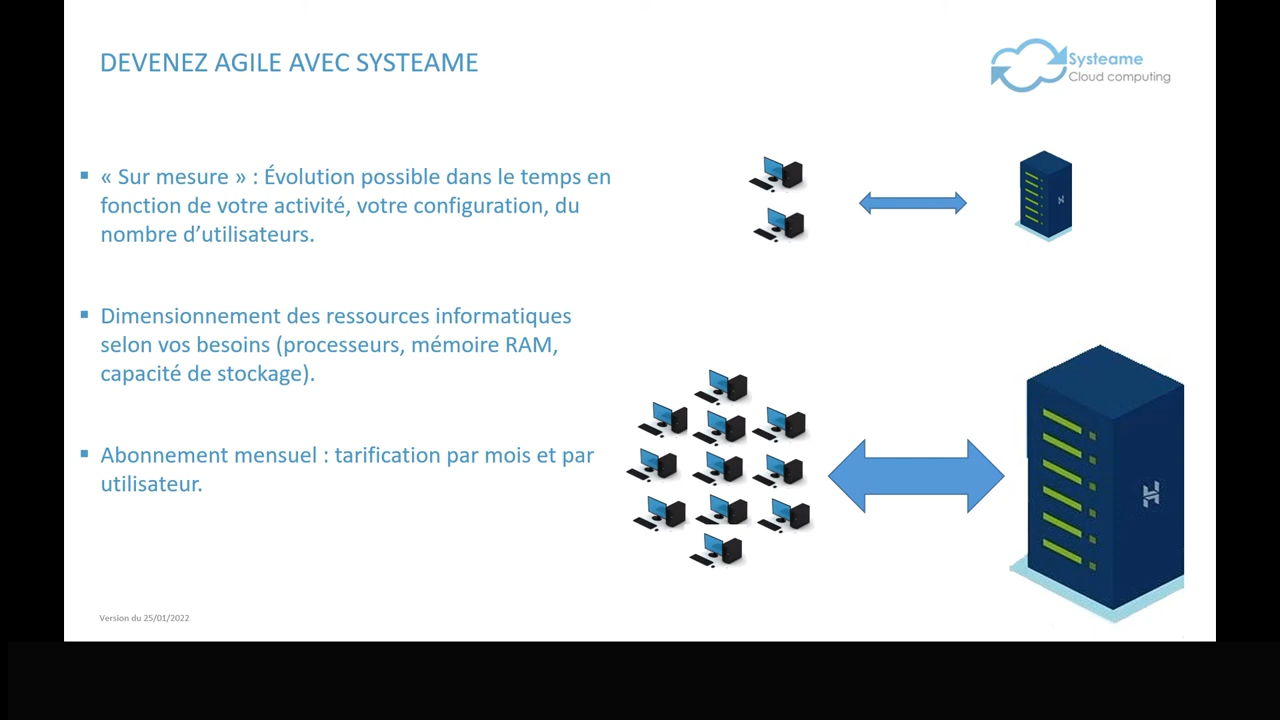 DEVENEZ AGILE AVEC SYSTEAME
Systeame
Cloud computing
« Sur mesure » : Évolution possible dans le temps en
fonction de votre activité, votre configuration, du
nombre d’utilisateurs.
Dimensionnement des ressources informatiques
selon vos besoins (processeurs, mémoire RAM,
capacité de stockage).
Abonnement mensuel : tarification par mois et par
utilisateur.
Version du 25/01/2022